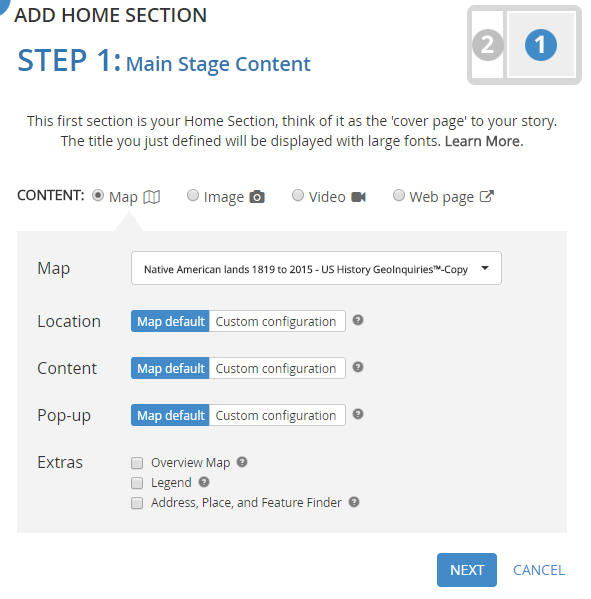 ADD HOME SECTION
STEP 1: Main Stage Content
2 1
This first section is your Home Section, think of it as the 'cover page' to your story.
The title you just defined will be displayed with large fonts. Learn More.
CONTENT: Map Image Video Web page
Map Native American lands 1819 to 2015 - US History GeoInquiries™-Copy
Location Map default Custom configuration ?
Content Map default Custom configuration ?
Pop-up Map default Custom configuration ?
Extras Overview Map ?
Legend ?
Address, Place, and Feature Finder ?
NEXT CANCEL